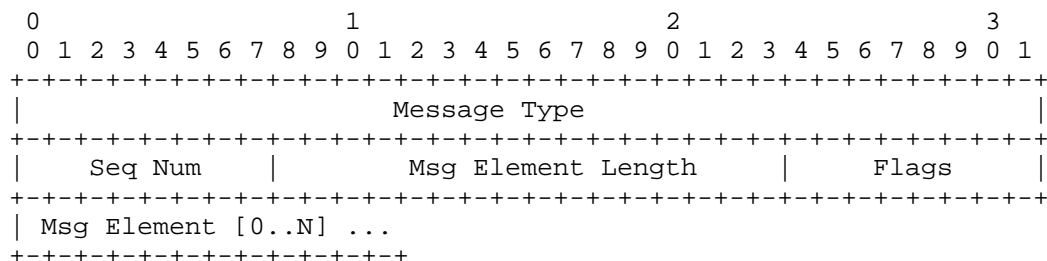 0                   1                   2                   3
 0 1 2 3 4 5 6 7 8 9 0 1 2 3 4 5 6 7 8 9 0 1 2 3 4 5 6 7 8 9 0 1
+-+-+-+-+-+-+-+-+-+-+-+-+-+-+-+-+-+-+-+-+-+-+-+-+-+-+-+-+-+-+-+-+
|                       Message Type                            |
+-+-+-+-+-+-+-+-+-+-+-+-+-+-+-+-+-+-+-+-+-+-+-+-+-+-+-+-+-+-+-+-+
|    Seq Num    |        Msg Element Length     |     Flags     |
+-+-+-+-+-+-+-+-+-+-+-+-+-+-+-+-+-+-+-+-+-+-+-+-+-+-+-+-+-+-+-+-+
| Msg Element [0..N] ...
+-+-+-+-+-+-+-+-+-+-+-+-+